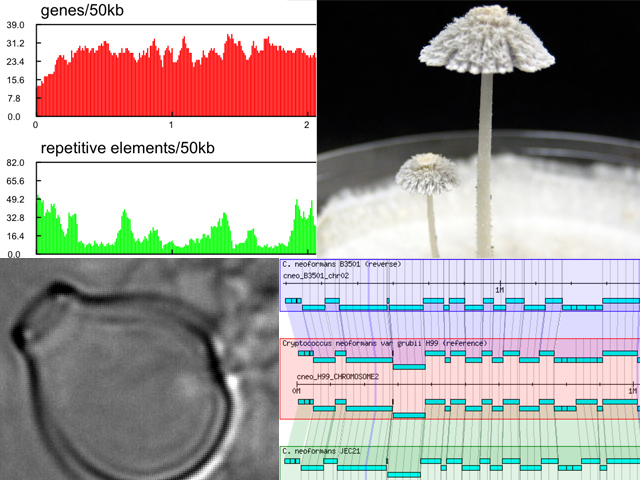 genes/50kb
39.0
31.2
23.4
15.6
7.8
0.0
0 1 2
repetitive elements/50kb
82.0
65.6
49.2
32.8
16.4
0.0
C. neoformans B3501 (reverse)
cneo_B3501_chr02
1M
Cryptococcus neoformans var grubii H99 (reference)
cneo_H99_CHROMOSOME2
0M 1M
C. neoformans JEC21